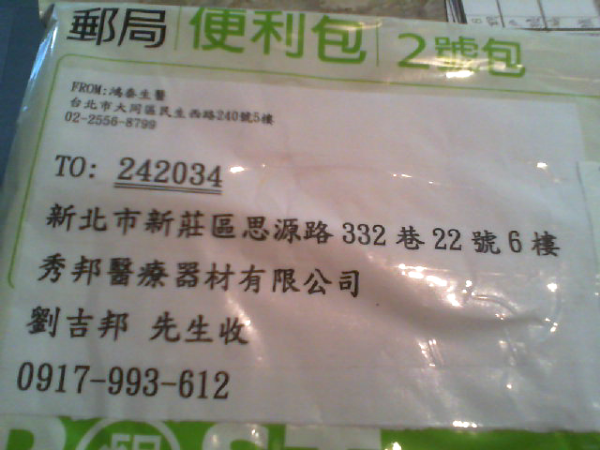 郵局 便利包 2號包
FROM:鴻泰生醫
台北市大同區民生西路240號5樓
02-2556-8799
TO: 242034
新北市新莊區思源路332巷22號6樓
秀邦醫療器材有限公司
劉吉邦 先生收
0917-993-612